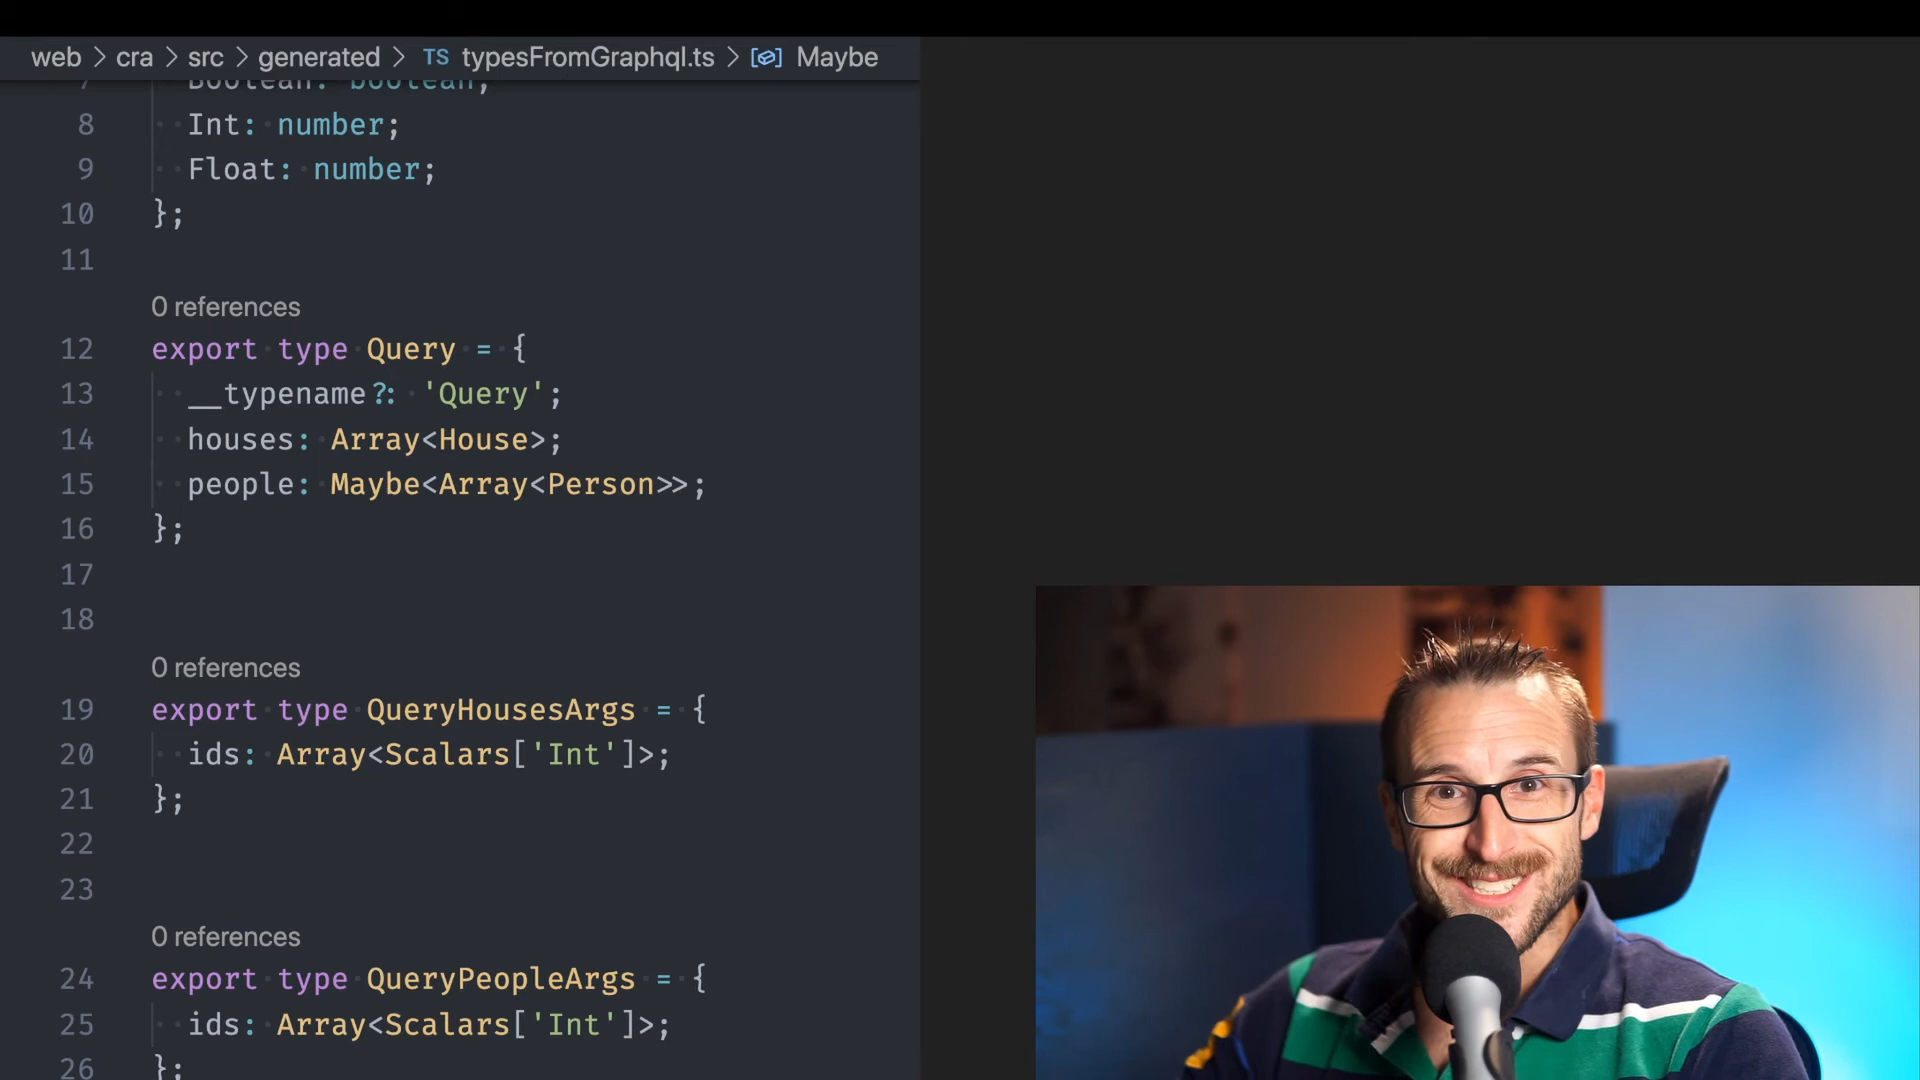 web > cra > src > generated > TS typesFromGraphql.ts > Maybe
7 Boolean: boolean;
8 Int: number;
9 Float: number;
10 };
11
0 references
12 export type Query = {
13 __typename?: 'Query';
14 houses: Array<House>;
15 people: Maybe<Array<Person>>;
16 };
17
18
0 references
19 export type QueryHousesArgs = {
20 ids: Array<Scalars['Int']>;
21 };
22
23
0 references
24 export type QueryPeopleArgs = {
25 ids: Array<Scalars['Int']>;
26 };